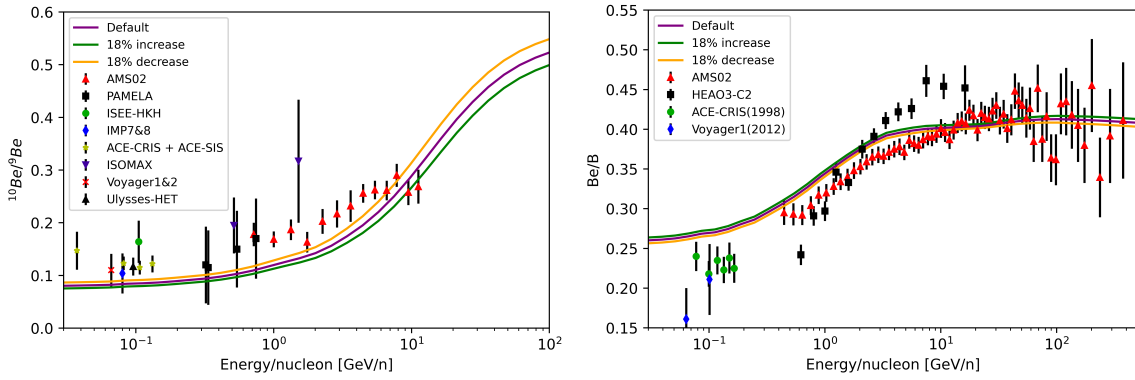 Default
18% increase
18% decrease
AMS02
PAMELA
ISEE-HKH
IMP7&8
ACE-CRIS + ACE-SIS
ISOMAX
Voyager1&2
Ulysses-HET
0.6
0.5
0.4
0.3
0.2
0.1
0.0
¹⁰Be/⁹Be
10⁻¹ 10⁰ 10¹ 10²
Energy/nucleon [GeV/n]
Default
18% increase
18% decrease
AMS02
HEAO3-C2
ACE-CRIS(1998)
Voyager1(2012)
0.55
0.50
0.45
0.40
0.35
0.30
0.25
0.20
0.15
Be/B
10⁻¹ 10⁰ 10¹ 10²
Energy/nucleon [GeV/n]